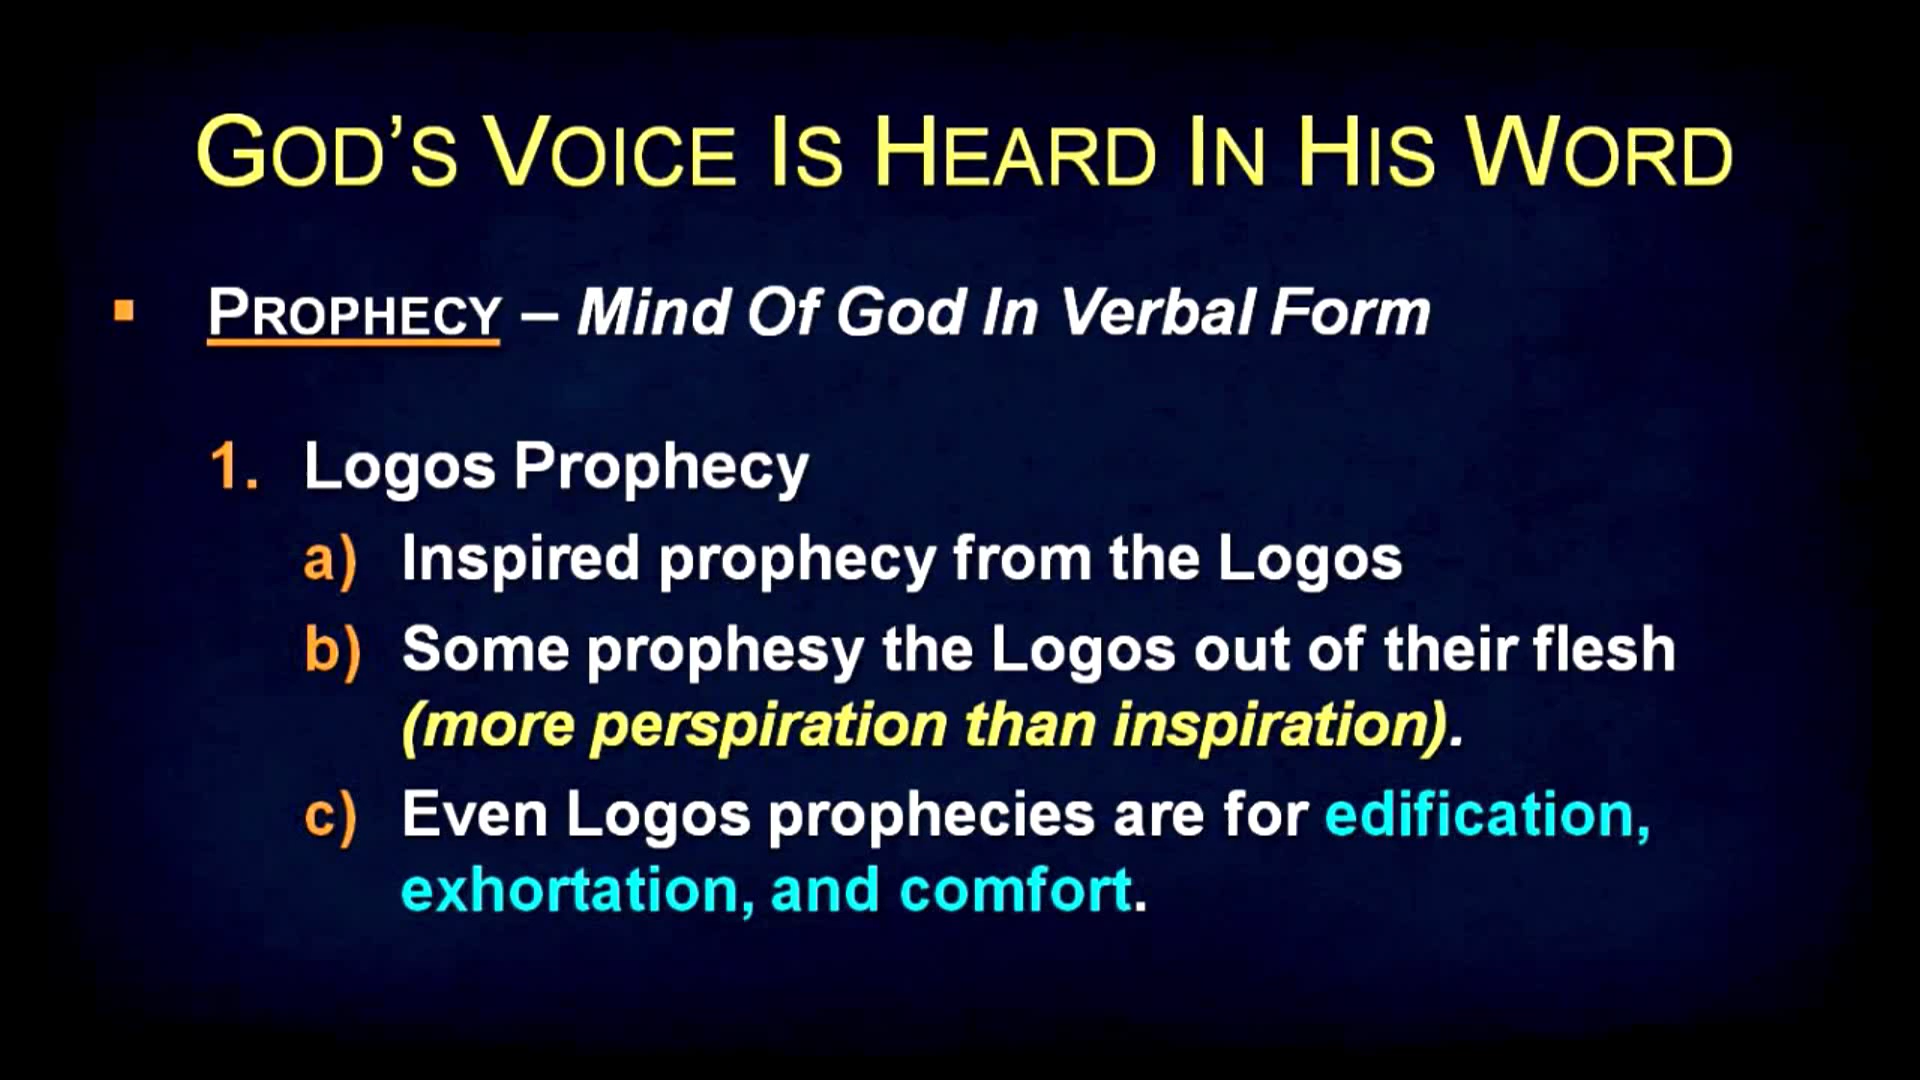 GOD'S VOICE IS HEARD IN HIS WORD
▪ PROPHECY – Mind Of God In Verbal Form
1. Logos Prophecy
a) Inspired prophecy from the Logos
b) Some prophesy the Logos out of their flesh
(more perspiration than inspiration).
c) Even Logos prophecies are for edification,
exhortation, and comfort.